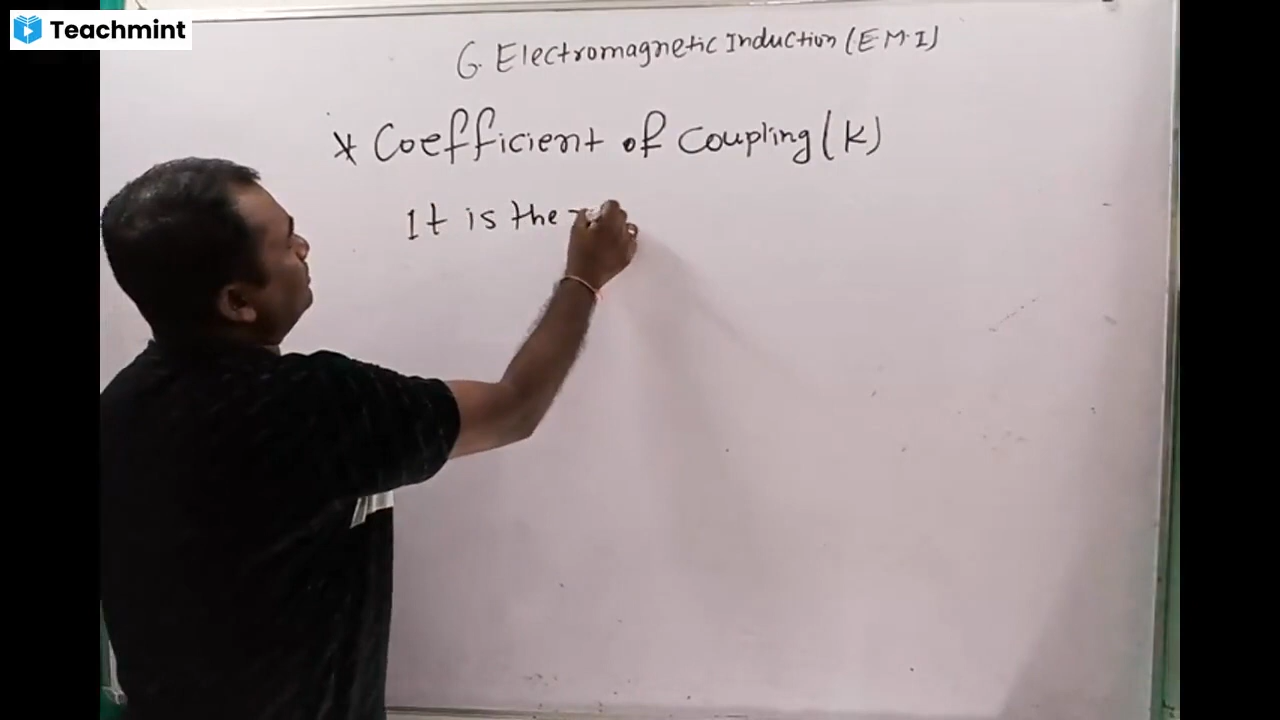 Teachmint
6. Electromagnetic Induction (E.M.I)
* Coefficient of Coupling (K)
It is the